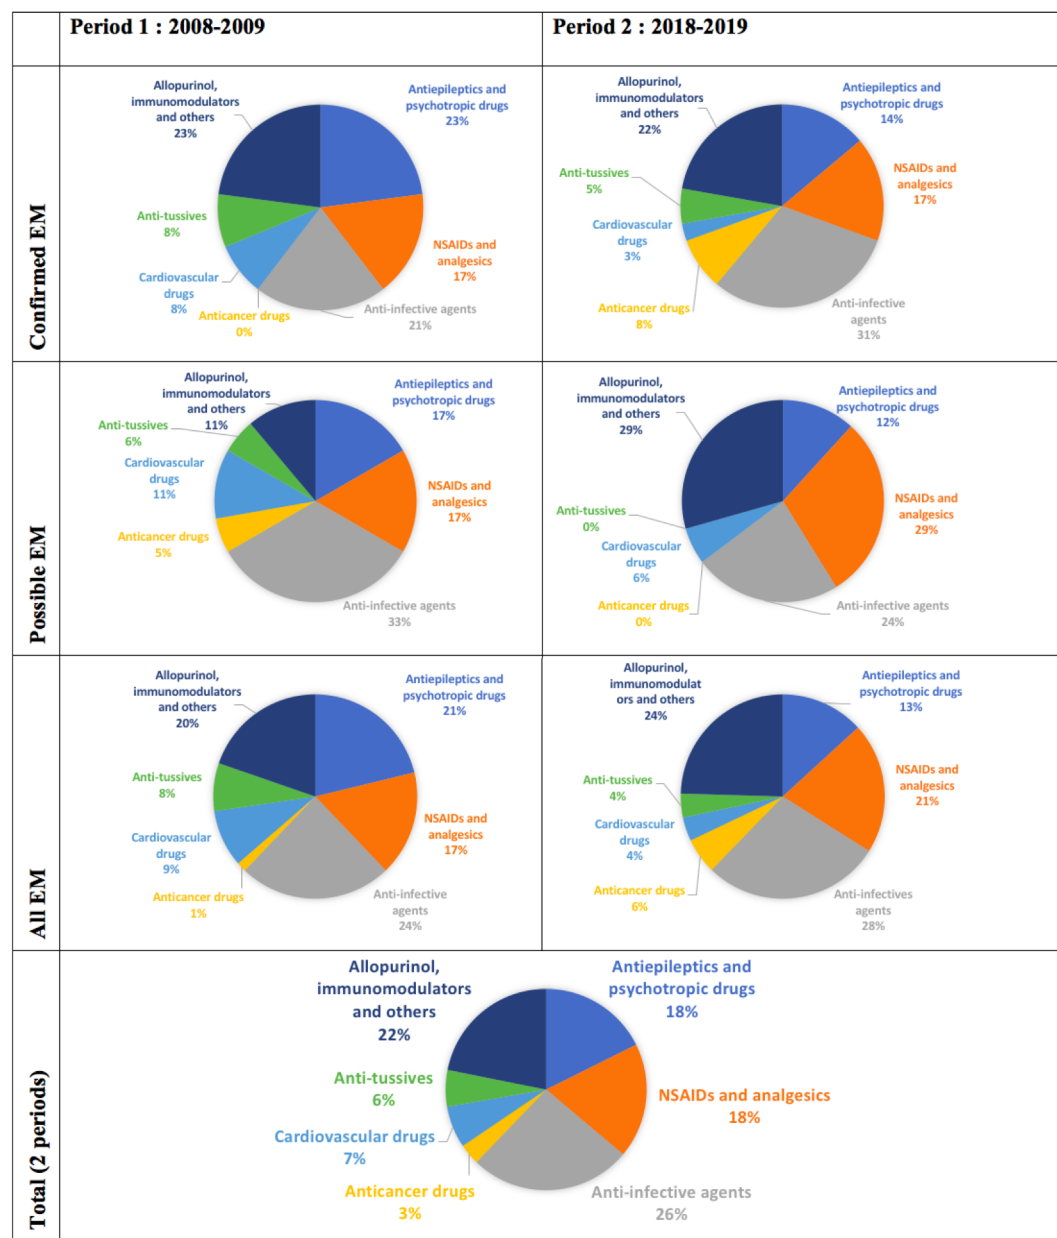 Period 1 : 2008-2009
Period 2 : 2018-2019
Confirmed EM
Allopurinol,
immunomodulators
and others
23%
Antiepileptics and
psychotropic drugs
23%
Anti-tussives
8%
NSAIDs and
analgesics
17%
Cardiovascular
drugs
8%
Anticancer drugs
0%
Anti-infective agents
21%
Allopurinol,
immunomodulators
and others
22%
Antiepileptics and
psychotropic drugs
14%
Anti-tussives
5%
NSAIDs and
analgesics
17%
Cardiovascular
drugs
3%
Anticancer drugs
8%
Anti-infective
agents
31%
Possible EM
Allopurinol,
immunomodulators
and others
11%
Antiepileptics and
psychotropic drugs
17%
Anti-tussives
6%
Cardiovascular
drugs
11%
NSAIDs and
analgesics
17%
Anticancer drugs
5%
Anti-infective agents
33%
Allopurinol,
immunomodulators
and others
29%
Antiepileptics and
psychotropic drugs
12%
NSAIDs and
analgesics
29%
Anti-tussives
0%
Cardiovascular
drugs
6%
Anticancer drugs
0%
Anti-infective agents
24%
All EM
Allopurinol,
immunomodulators
and others
20%
Antiepileptics and
psychotropic drugs
21%
Anti-tussives
8%
NSAIDs and
analgesics
17%
Cardiovascular
drugs
9%
Anticancer drugs
1%
Anti-infective
agents
24%
Allopurinol,
immunomodulat
ors and others
24%
Antiepileptics and
psychotropic drugs
13%
NSAIDs and
analgesics
21%
Anti-tussives
4%
Cardiovascular
drugs
4%
Anticancer drugs
6%
Anti-infectives
agents
28%
Total (2 periods)
Allopurinol,
immunomodulators
and others
22%
Antiepileptics and
psychotropic drugs
18%
Anti-tussives
6%
NSAIDs and analgesics
18%
Cardiovascular drugs
7%
Anticancer drugs
3%
Anti-infective agents
26%